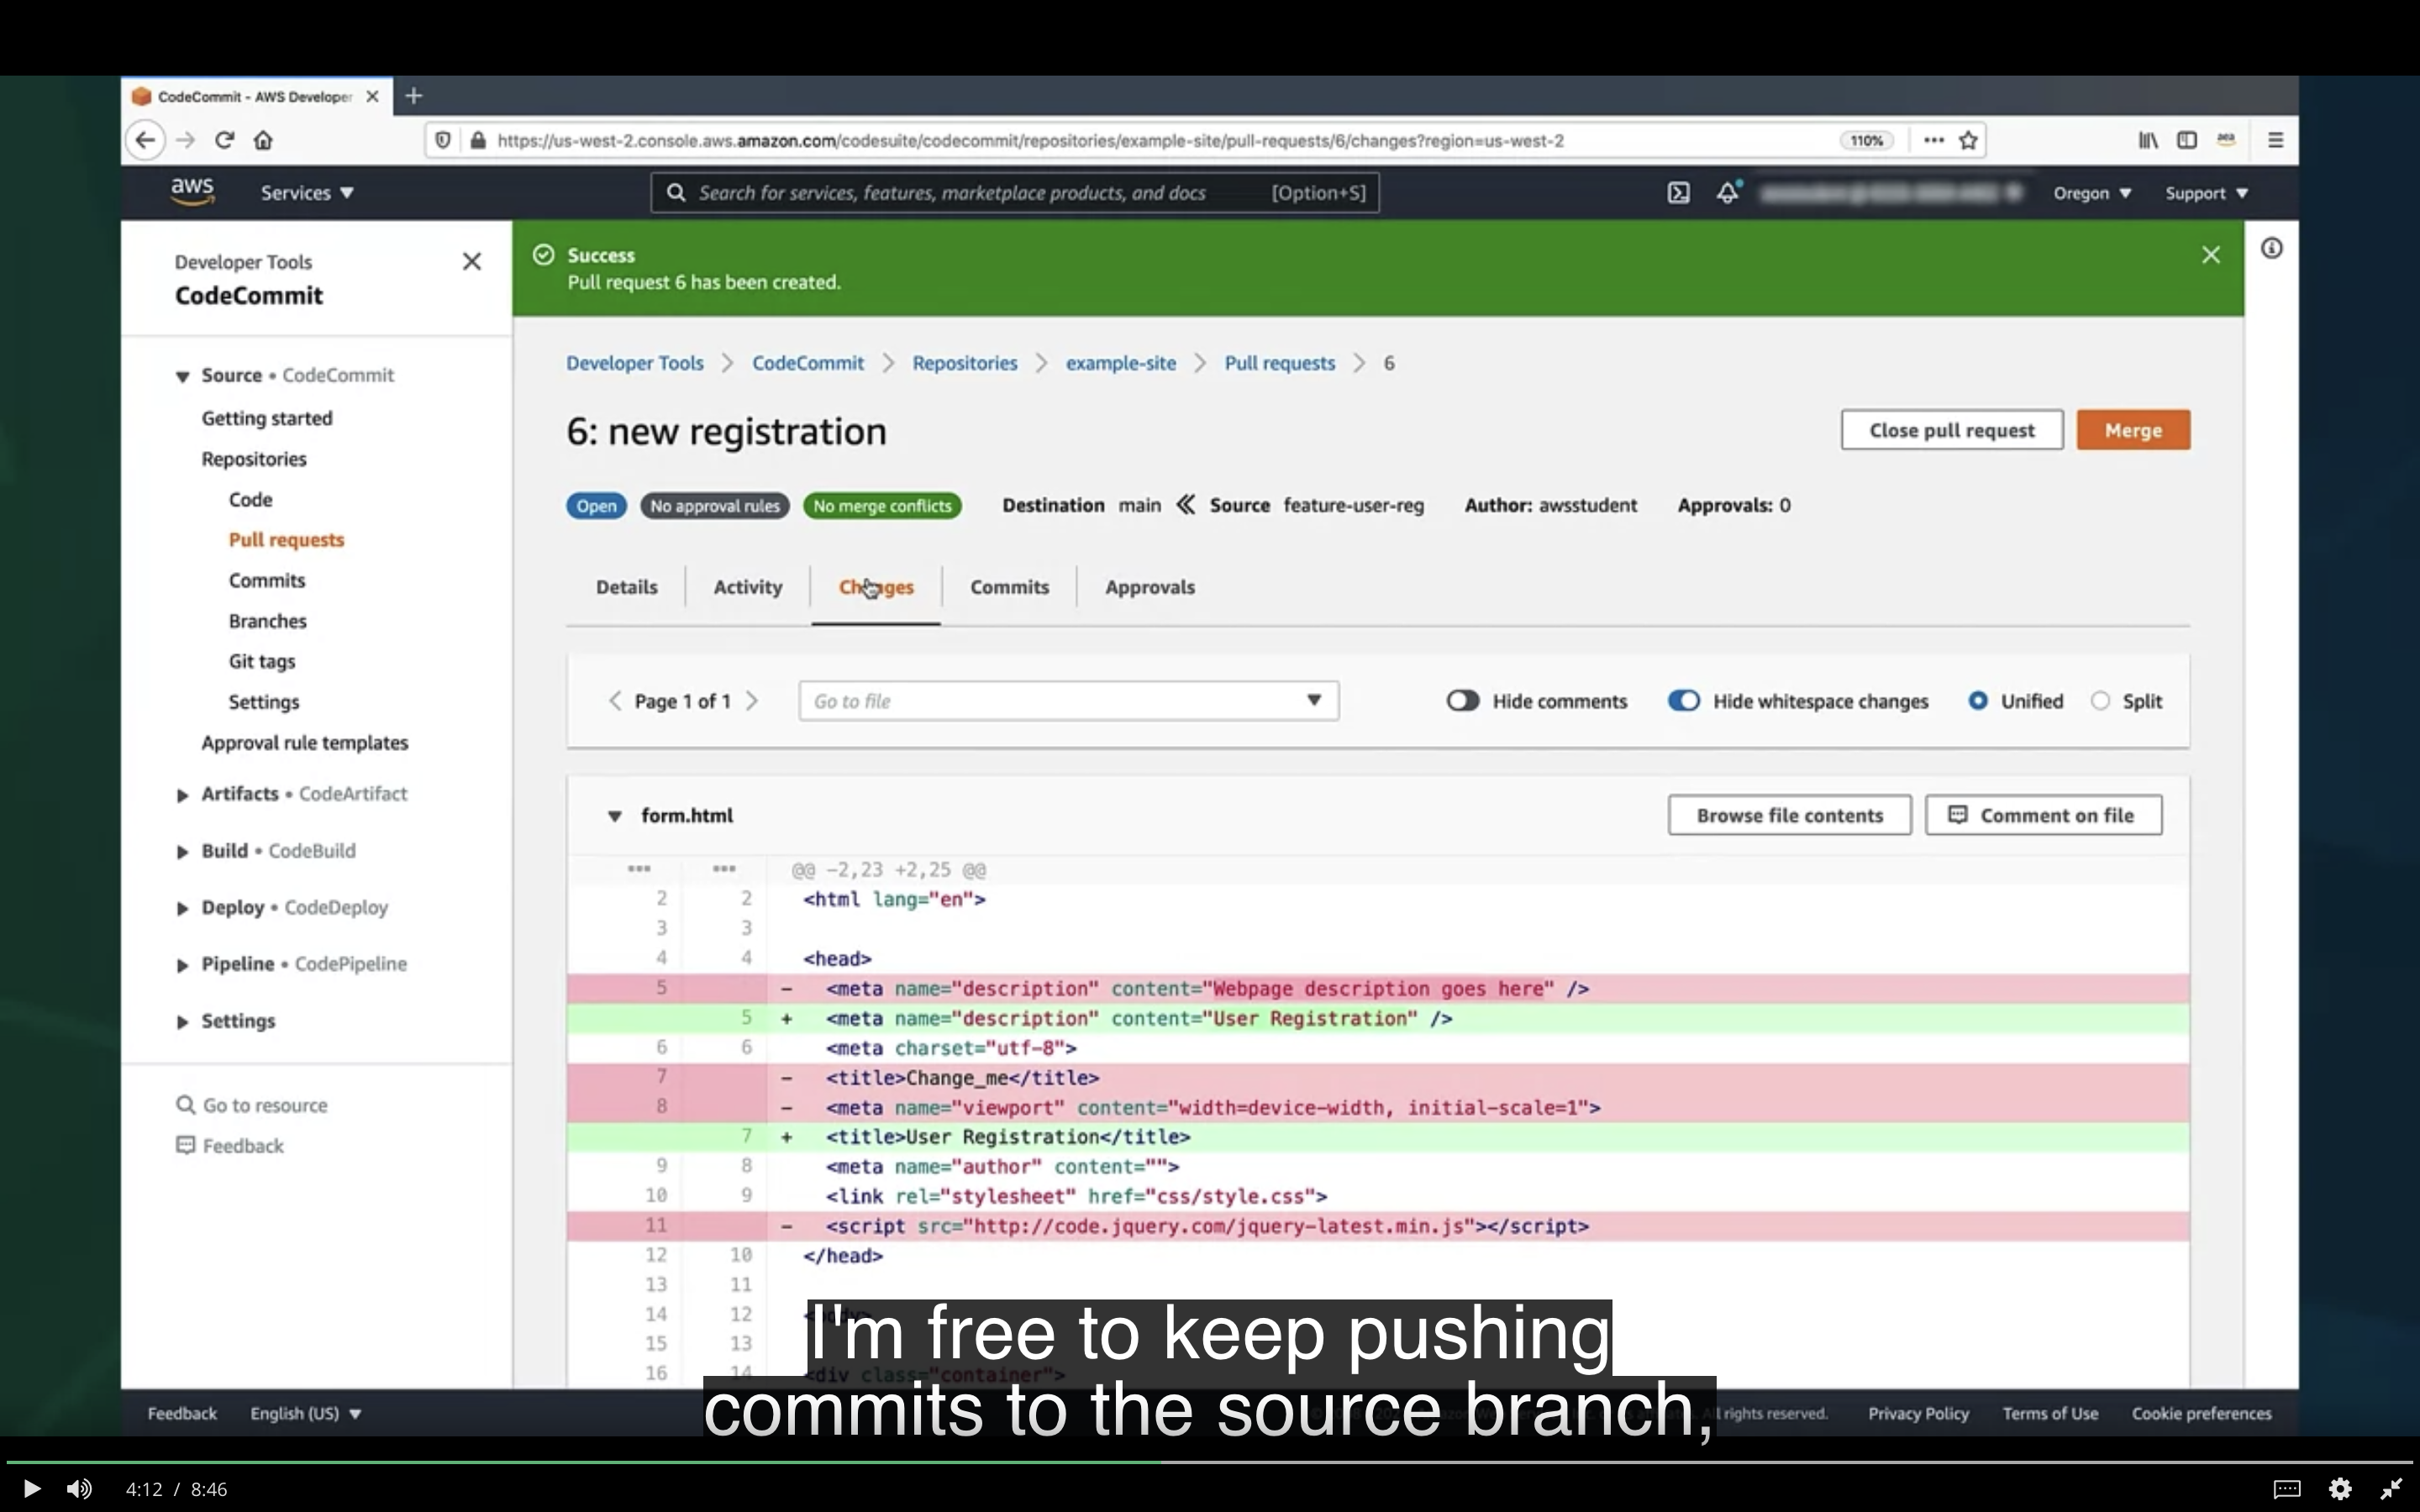 CodeCommit - AWS Developer
https://us-west-2.console.aws.amazon.com/codesuite/codecommit/repositories/example-site/pull-requests/6/changes?region=us-west-2
110%
aws
Services
Search for services, features, marketplace products, and docs [Option+S]
Oregon
Support
Developer Tools
CodeCommit
Source • CodeCommit
Getting started
Repositories
Code
Pull requests
Commits
Branches
Git tags
Settings
Approval rule templates
Artifacts • CodeArtifact
Build • CodeBuild
Deploy • CodeDeploy
Pipeline • CodePipeline
Settings
Go to resource
Feedback
Success
Pull request 6 has been created.
Developer Tools > CodeCommit > Repositories > example-site > Pull requests > 6
6: new registration
Close pull request
Merge
Open No approval rules No merge conflicts Destination main Source feature-user-reg Author: awsstudent Approvals: 0
Details Activity Changes Commits Approvals
Page 1 of 1 Go to file Hide comments Hide whitespace changes Unified Split
form.html
Browse file contents
Comment on file
@@ -2,23 +2,25 @@
2 2 <html lang="en">
3 3
4 4 <head>
5 - <meta name="description" content="Webpage description goes here" />
5 + <meta name="description" content="User Registration" />
6 6 <meta charset="utf-8">
7 - <title>Change_me</title>
8 - <meta name="viewport" content="width=device-width, initial-scale=1">
7 + <title>User Registration</title>
9 8 <meta name="author" content="">
10 9 <link rel="stylesheet" href="css/style.css">
11 - <script src="http://code.jquery.com/jquery-latest.min.js"></script>
12 10 </head>
13 11
14 12
15 13
16 14 <div class="container">
I'm free to keep pushing
commits to the source branch,
Feedback English (US) rights reserved. Privacy Policy Terms of Use Cookie preferences
4:12 / 8:46